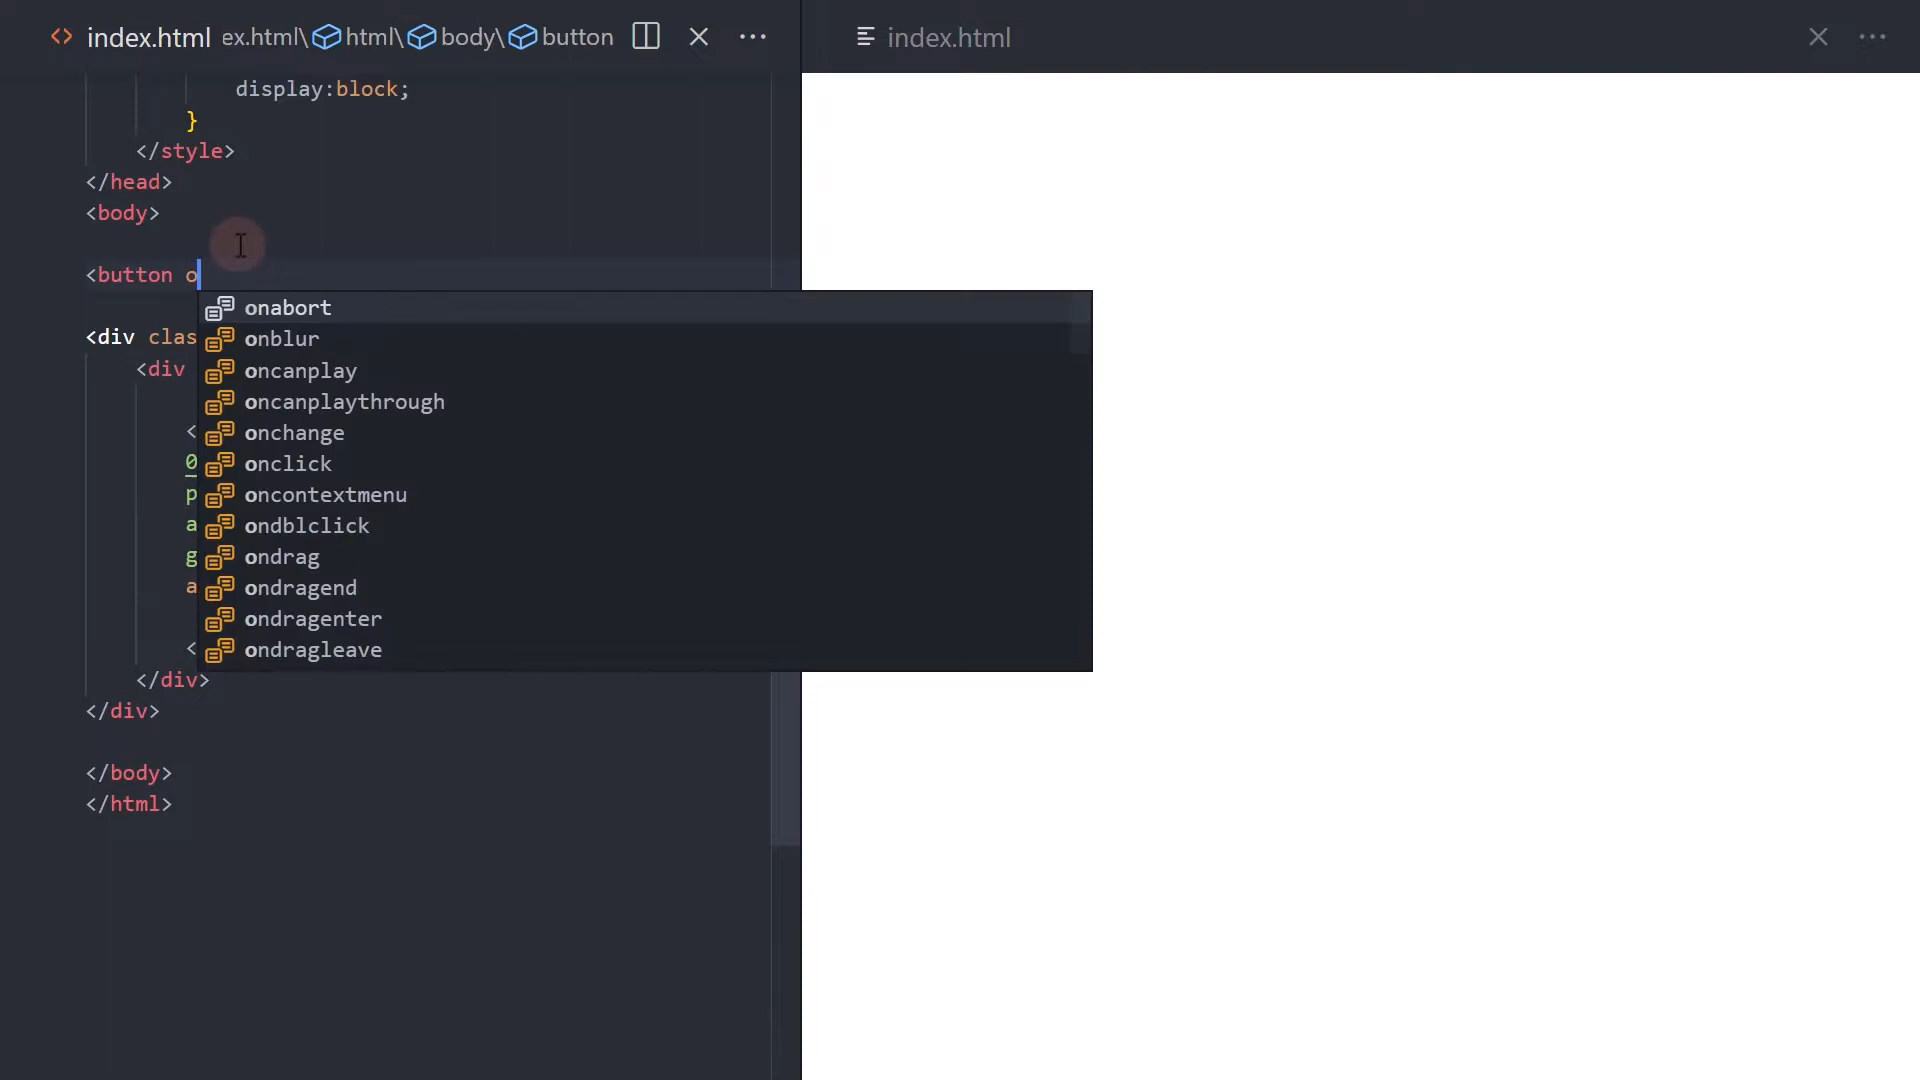 <> index.html ex.html\html\body\button
index.html
display:block;
}
</style>
</head>
<body>
<button o
onabort
onblur
<div clas
oncanplay
<div
oncanplaythrough
onchange
<
onclick
0
oncontextmenu
p
ondblclick
a
ondrag
g
ondragend
a
ondragenter
ondragleave
<
</div>
</div>
</body>
</html>